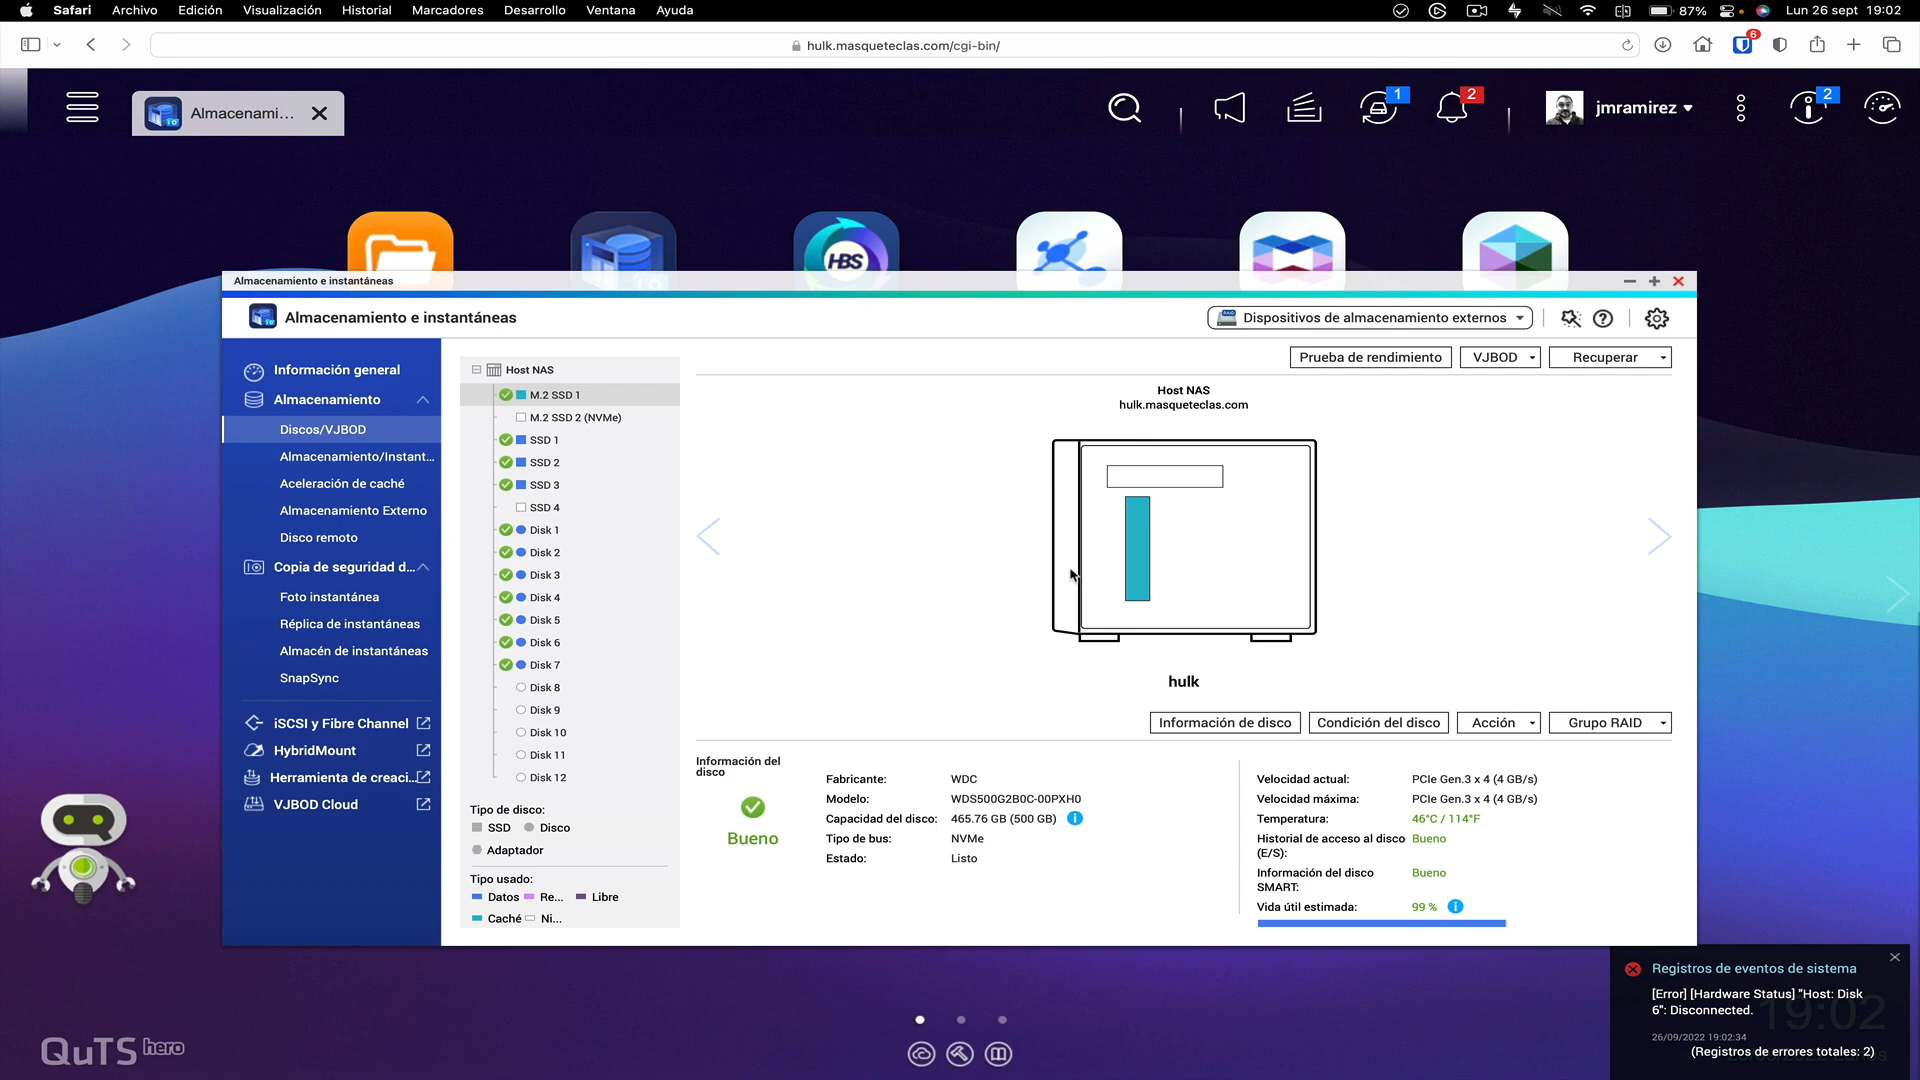 Safari Archivo Edición Visualización Historial Marcadores Desarrollo Ventana Ayuda 87% Lun 26 sept 19:02
hulk.masqueteclas.com/cgi-bin/ 6
Almacenami... 1 2 jmramirez 2
HBS
Almacenamiento e instantáneas
Almacenamiento e instantáneas
Dispositivos de almacenamiento externos
Información general
Almacenamiento
Discos/VJBOD
Almacenamiento/Instant...
Aceleración de caché
Almacenamiento Externo
Disco remoto
Copia de seguridad d...
Foto instantánea
Réplica de instantáneas
Almacén de instantáneas
SnapSync
iSCSI y Fibre Channel
HybridMount
Herramienta de creaci...
VJBOD Cloud
Host NAS
M.2 SSD 1
M.2 SSD 2 (NVMe)
SSD 1
SSD 2
SSD 3
SSD 4
Disk 1
Disk 2
Disk 3
Disk 4
Disk 5
Disk 6
Disk 7
Disk 8
Disk 9
Disk 10
Disk 11
Disk 12
Tipo de disco:
SSD Disco
Adaptador
Tipo usado:
Datos Re... Libre
Caché Ni...
Prueba de rendimiento VJBOD Recuperar
Host NAS
hulk.masqueteclas.com
hulk
Información de disco Condición del disco Acción Grupo RAID
Información del
disco
Bueno
Fabricante: WDC
Modelo: WDS500G2B0C-00PXH0
Capacidad del disco: 465.76 GB (500 GB)
Tipo de bus: NVMe
Estado: Listo
Velocidad actual: PCIe Gen.3 x 4 (4 GB/s)
Velocidad máxima: PCIe Gen.3 x 4 (4 GB/s)
Temperatura: 46°C / 114°F
Historial de acceso al disco Bueno
(E/S):
Información del disco Bueno
SMART:
Vida útil estimada: 99 %
Registros de eventos de sistema
[Error] [Hardware Status] "Host: Disk
6": Disconnected.
19:02
26/09/2022 19:02:34
(Registros de errores totales: 2)
QuTS hero